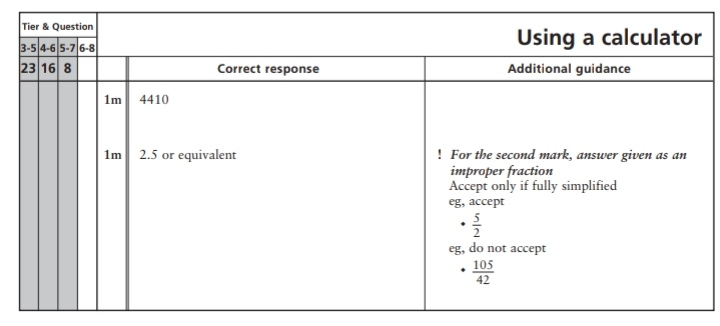 Tier & Question
Using a calculator
3-5 4-6 5-7 6-8
23 16 8
Correct response
Additional guidance
1m 4410
1m 2.5 or equivalent
! For the second mark, answer given as an
improper fraction
Accept only if fully simplified
eg, accept
• 5/2
eg, do not accept
• 105/42